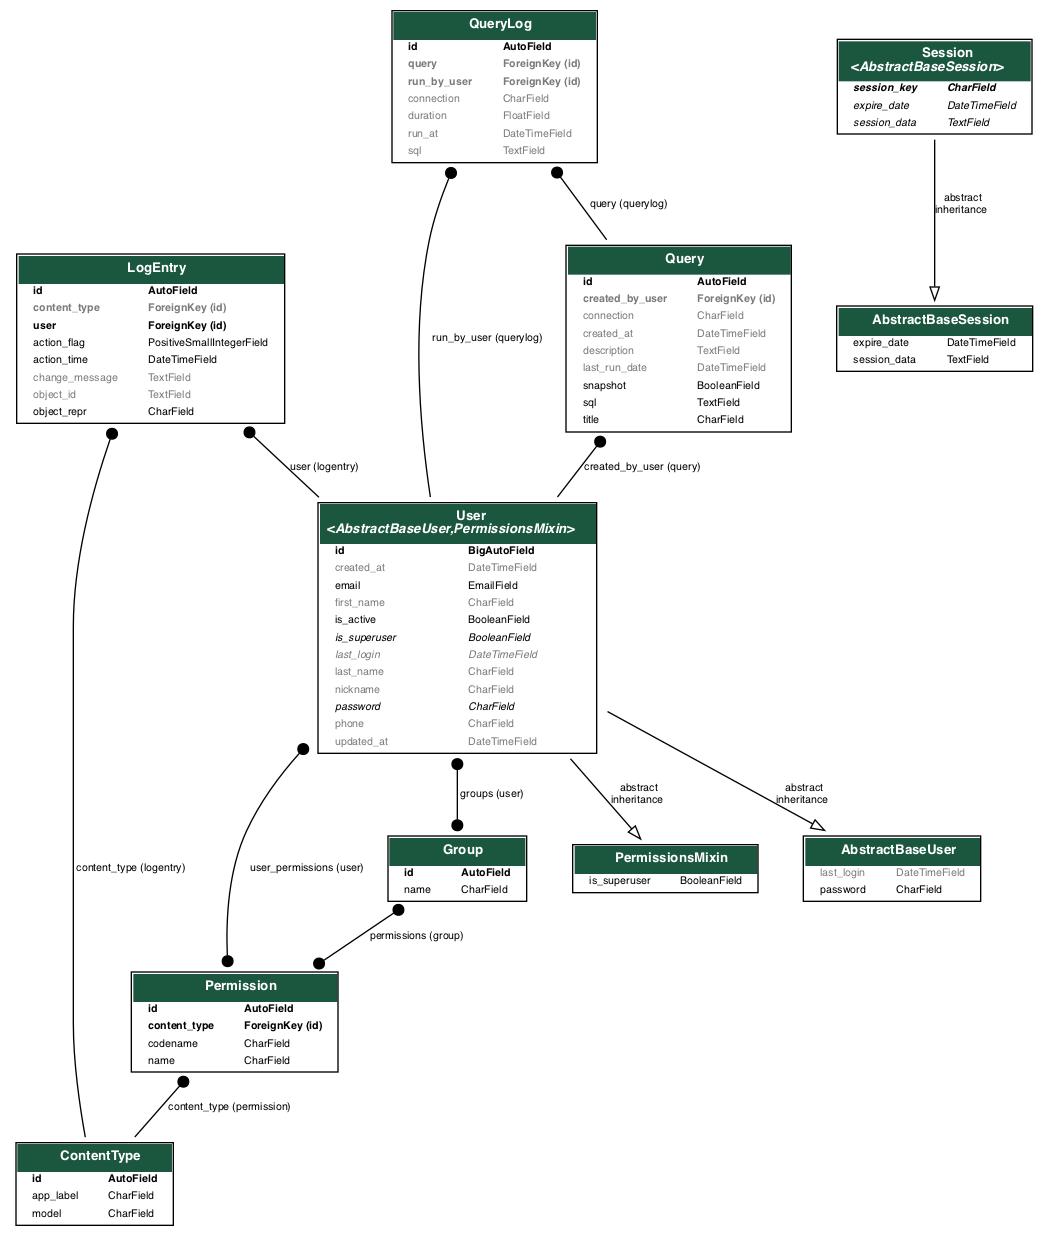 QueryLog
id AutoField
query ForeignKey (id)
run_by_user ForeignKey (id)
connection CharField
duration FloatField
run_at DateTimeField
sql TextField
Session
<AbstractBaseSession>
session_key CharField
expire_date DateTimeField
session_data TextField
abstract
inheritance
query (querylog)
Query
id AutoField
created_by_user ForeignKey (id)
connection CharField
created_at DateTimeField
description TextField
last_run_date DateTimeField
snapshot BooleanField
sql TextField
title CharField
LogEntry
id AutoField
content_type ForeignKey (id)
user ForeignKey (id)
action_flag PositiveSmallIntegerField
action_time DateTimeField
change_message TextField
object_id TextField
object_repr CharField
AbstractBaseSession
expire_date DateTimeField
session_data TextField
run_by_user (querylog)
user (logentry)
created_by_user (query)
User
<AbstractBaseUser,PermissionsMixin>
id BigAutoField
created_at DateTimeField
email EmailField
first_name CharField
is_active BooleanField
is_superuser BooleanField
last_login DateTimeField
last_name CharField
nickname CharField
password CharField
phone CharField
updated_at DateTimeField
groups (user)
abstract
inheritance
abstract
inheritance
content_type (logentry)
user_permissions (user)
Group
id AutoField
name CharField
PermissionsMixin
is_superuser BooleanField
AbstractBaseUser
last_login DateTimeField
password CharField
permissions (group)
Permission
id AutoField
content_type ForeignKey (id)
codename CharField
name CharField
content_type (permission)
ContentType
id AutoField
app_label CharField
model CharField